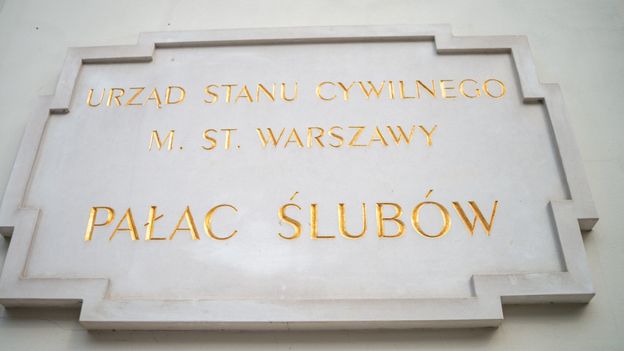 URZĄD STANU CYWILNEGO
M. ST. WARSZAWY
PAŁAC ŚLUBÓW